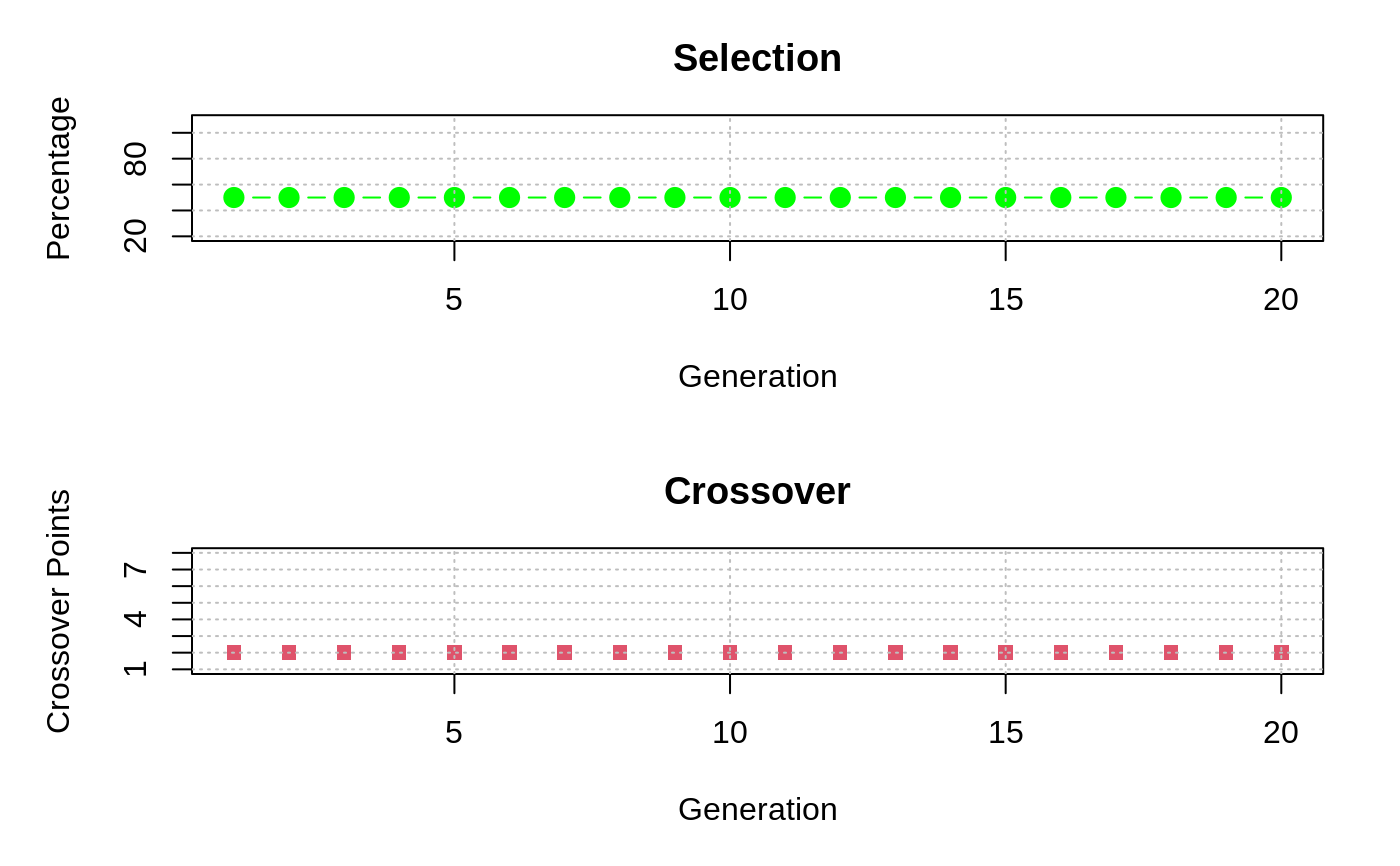 Selection
Percentage
80
20
5 10 15 20
Generation
Crossover
Crossover Points
7
4
1
5 10 15 20
Generation